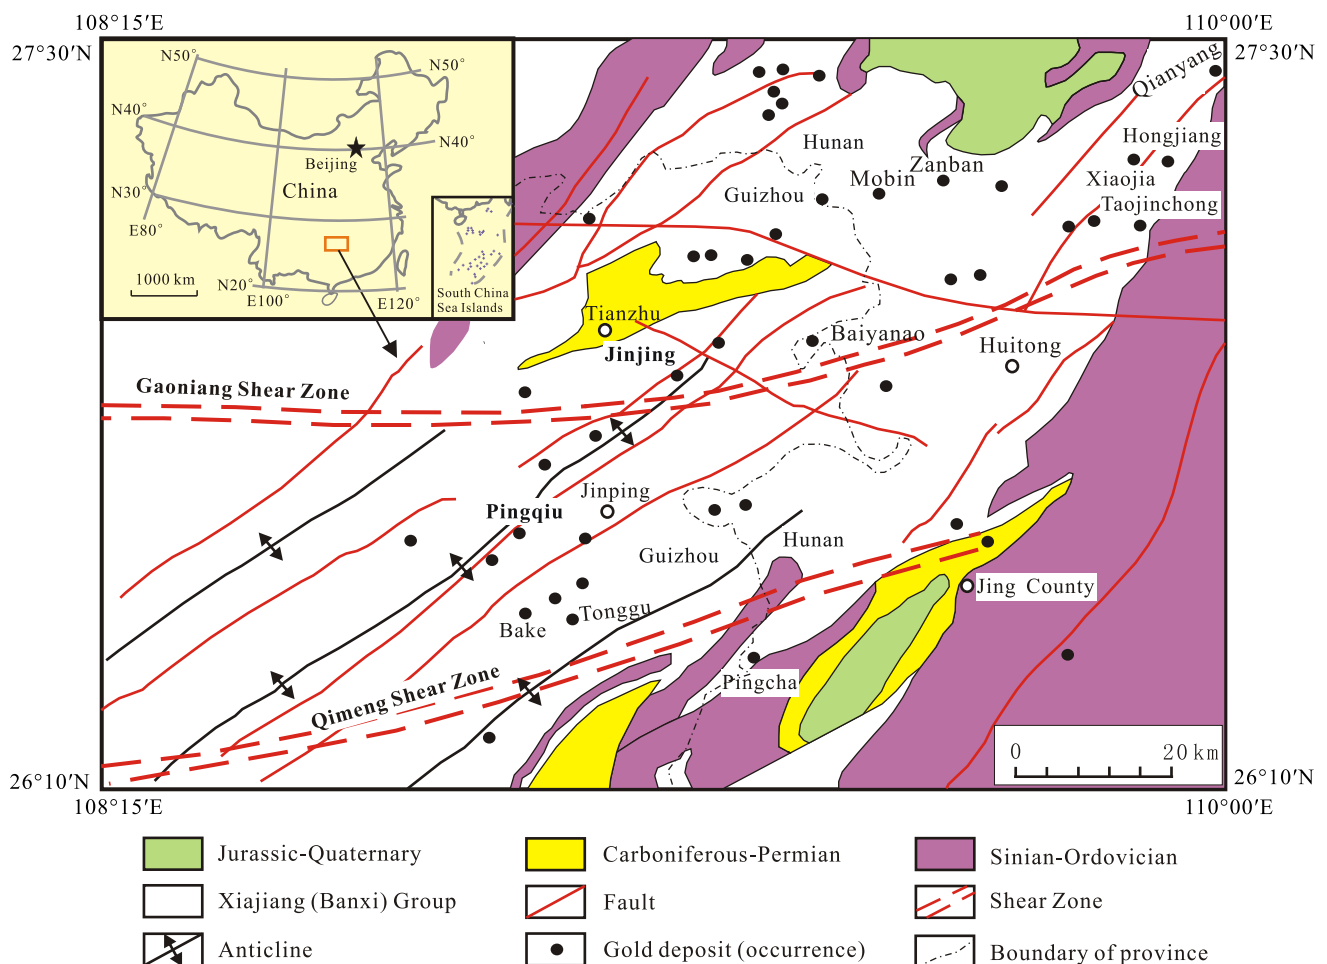 108°15′E
110°00′E
27°30′N
27°30′N
N50°
N50°
N40°
N40°
Beijing
China
N30°
E80°
N20°
E100°
E120°
1000 km
South China
Sea Islands
Qianyang
Hunan
Hongjiang
Zanban
Mobin
Guizhou
Xiaojia
Taojinchong
Tianzhu
Jinjing
Baiyanao
Huitong
Gaoniang Shear Zone
Jinping
Pingqiu
Guizhou
Hunan
Jing County
Tonggu
Bake
Pingcha
Qimeng Shear Zone
0 20 km
26°10′N
26°10′N
108°15′E
110°00′E
Jurassic-Quaternary
Carboniferous-Permian
Sinian-Ordovician
Xiajiang (Banxi) Group
Fault
Shear Zone
Anticline
Gold deposit (occurrence)
Boundary of province